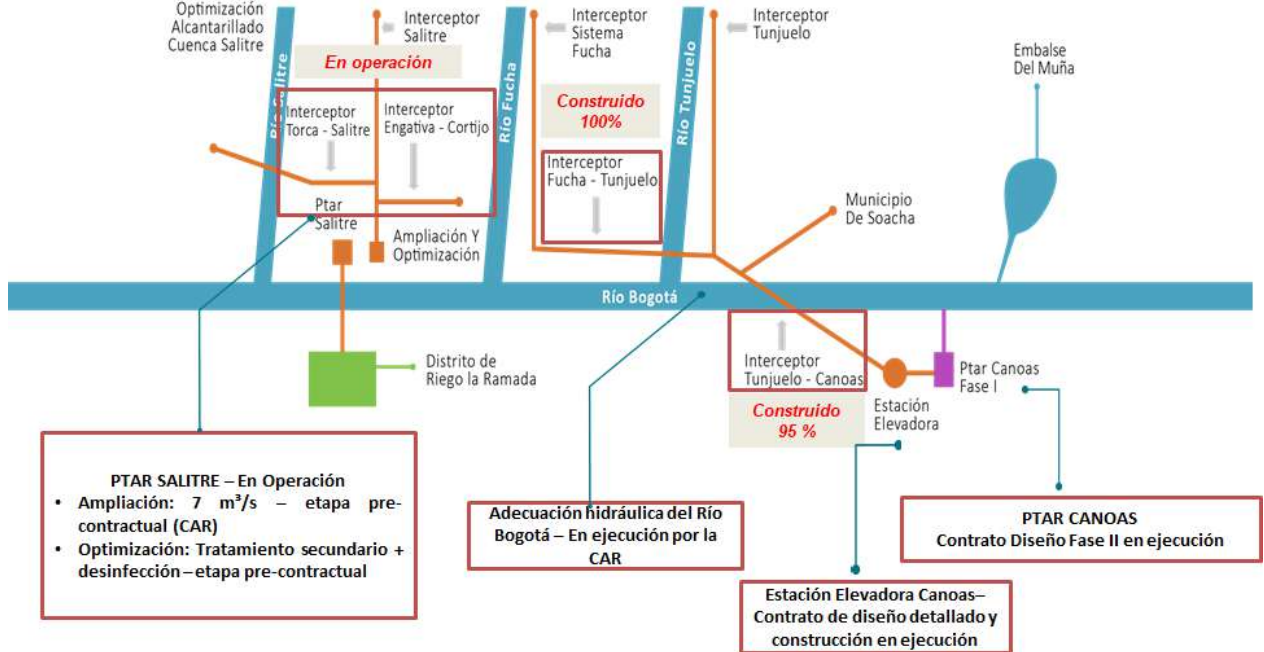 Optimización
Alcantarillado
Cuenca Salitre
Interceptor
Salitre
Interceptor
Sistema
Fucha
Interceptor
Tunjuelo
Embalse
Del Muña
Río Salitre
Río Fucha
Río Tunjuelo
En operación
Construido
100%
Interceptor
Torca - Salitre
Interceptor
Engativa - Cortijo
Interceptor
Fucha - Tunjuelo
Municipio
De Soacha
Ptar
Salitre
Ampliación Y
Optimización
Río Bogotá
Distrito de
Riego la Ramada
Interceptor
Tunjuelo - Canoas
Construido
95 %
Estación
Elevadora
Ptar Canoas
Fase I
PTAR SALITRE – En Operación
• Ampliación: 7 m³/s – etapa pre-
contractual (CAR)
• Optimización: Tratamiento secundario +
desinfección – etapa pre-contractual
Adecuación hidráulica del Río
Bogotá – En ejecución por la
CAR
PTAR CANOAS
Contrato Diseño Fase II en ejecución
Estación Elevadora Canoas–
Contrato de diseño detallado y
construcción en ejecución